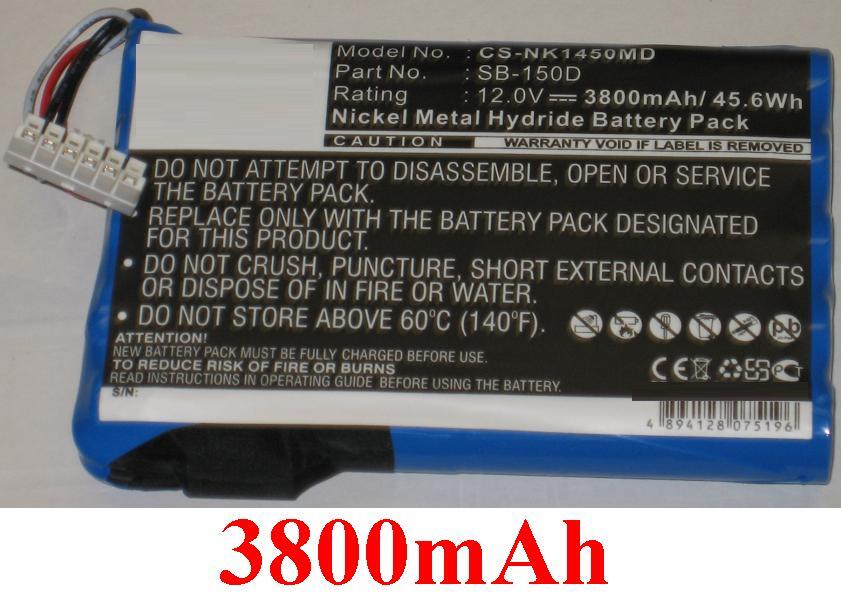 Model No. : CS-NK1450MD
Part No. : SB-150D
Rating : 12.0V 3800mAh/ 45.6Wh
Nickel Metal Hydride Battery Pack
CAUTION WARRANTY VOID IF LABEL IS REMOVED
DO NOT ATTEMPT TO DISASSEMBLE, OPEN OR SERVICE
THE BATTERY PACK.
REPLACE ONLY WITH THE BATTERY PACK DESIGNATED
FOR THIS PRODUCT.
• DO NOT CRUSH, PUNCTURE, SHORT EXTERNAL CONTACTS
OR DISPOSE OF IN FIRE OR WATER.
• DO NOT STORE ABOVE 60°C (140°F).
Pb
ATTENTION!
NEW BATTERY PACK MUST BE FULLY CHARGED BEFORE USE.
TO REDUCE RISK OF FIRE OR BURNS
READ INSTRUCTIONS IN OPERATING GUIDE BEFORE USING THE BATTERY.
CE
S/N:
4 894128 075196
3800mAh